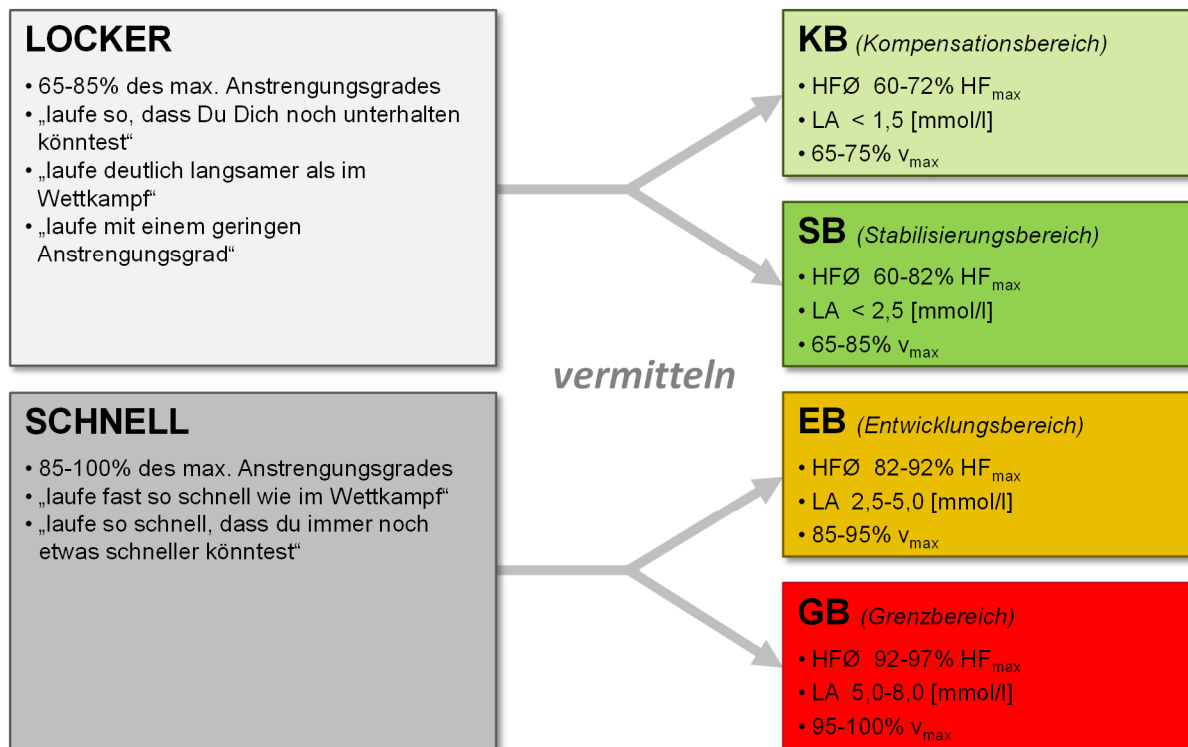 LOCKER
• 65-85% des max. Anstrengungsgrades
• „laufe so, dass Du Dich noch unterhalten
könntest“
• „laufe deutlich langsamer als im
Wettkampf“
• „laufe mit einem geringen
Anstrengungsgrad“
SCHNELL
• 85-100% des max. Anstrengungsgrades
• „laufe fast so schnell wie im Wettkampf“
• „laufe so schnell, dass du immer noch
etwas schneller könntest“
vermitteln
KB (Kompensationsbereich)
• HFØ 60-72% HFmax
• LA < 1,5 [mmol/l]
• 65-75% vmax
SB (Stabilisierungsbereich)
• HFØ 60-82% HFmax
• LA < 2,5 [mmol/l]
• 65-85% vmax
EB (Entwicklungsbereich)
• HFØ 82-92% HFmax
• LA 2,5-5,0 [mmol/l]
• 85-95% vmax
GB (Grenzbereich)
• HFØ 92-97% HFmax
• LA 5,0-8,0 [mmol/l]
• 95-100% vmax